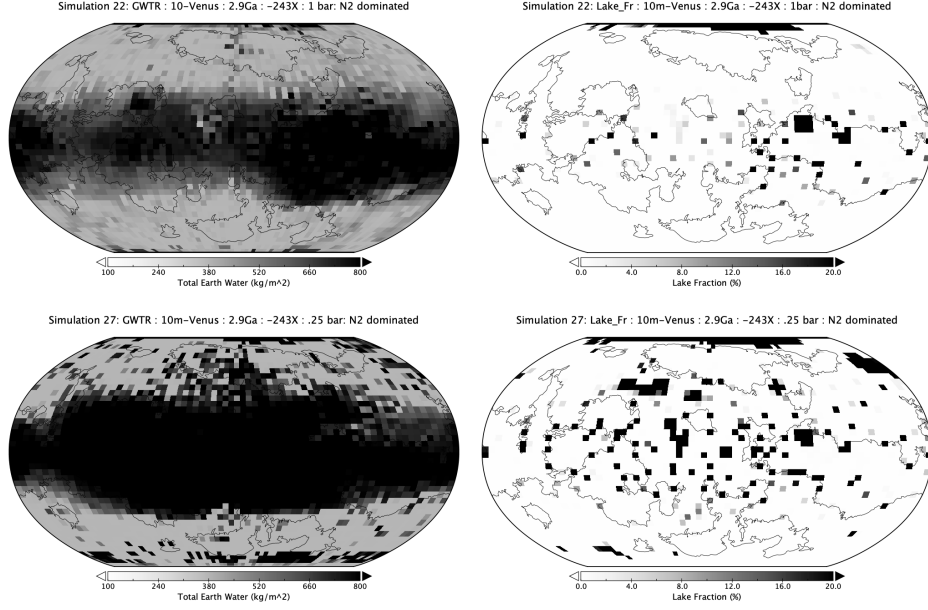 Simulation 22: GWTR : 10-Venus : 2.9Ga : -243X : 1 bar: N2 dominated
Simulation 22: Lake_Fr : 10m-Venus : 2.9Ga : -243X : 1bar : N2 dominated
100 240 380 520 660 800
Total Earth Water (kg/m^2)
0.0 4.0 8.0 12.0 16.0 20.0
Lake Fraction (%)
Simulation 27: GWTR : 10m-Venus : 2.9Ga : -243X : .25 bar: N2 dominated
Simulation 27: Lake_Fr : 10m-Venus : 2.9Ga : -243X : .25 bar : N2 dominated
100 240 380 520 660 800
Total Earth Water (kg/m^2)
0.0 4.0 8.0 12.0 16.0 20.0
Lake Fraction (%)